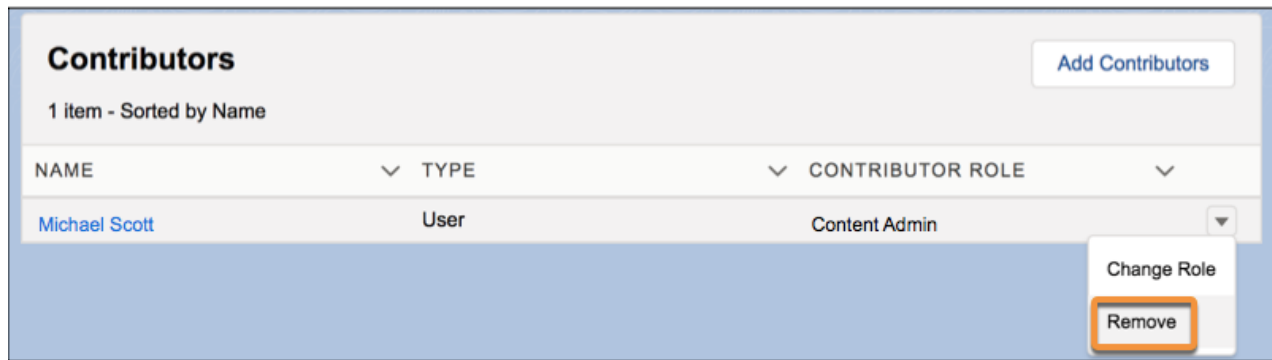 Contributors
Add Contributors
1 item - Sorted by Name
NAME TYPE CONTRIBUTOR ROLE
Michael Scott User Content Admin
Change Role
Remove